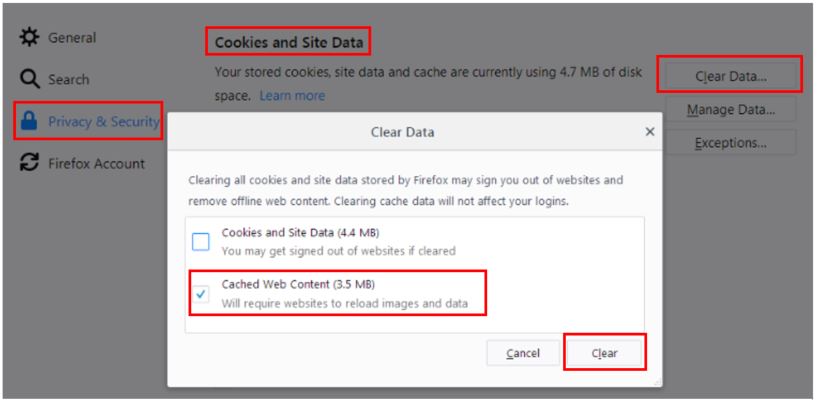 General
Search
Privacy & Security
Firefox Account
Cookies and Site Data
Your stored cookies, site data and cache are currently using 4.7 MB of disk
space. Learn more
Clear Data...
Manage Data...
Exceptions...
Clear Data
Clearing all cookies and site data stored by Firefox may sign you out of websites and
remove offline web content. Clearing cache data will not affect your logins.
Cookies and Site Data (4.4 MB)
You may get signed out of websites if cleared
Cached Web Content (3.5 MB)
Will require websites to reload images and data
Cancel
Clear